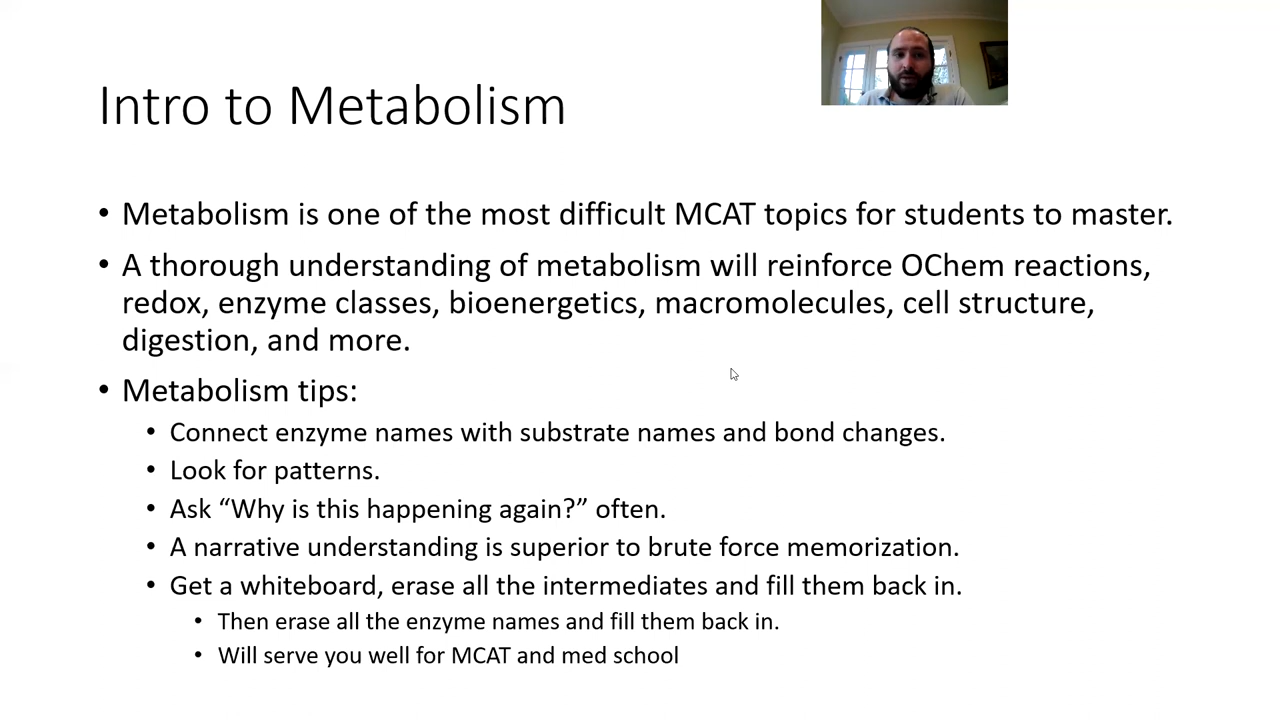 Intro to Metabolism
• Metabolism is one of the most difficult MCAT topics for students to master.
• A thorough understanding of metabolism will reinforce OChem reactions,
redox, enzyme classes, bioenergetics, macromolecules, cell structure,
digestion, and more.
• Metabolism tips:
• Connect enzyme names with substrate names and bond changes.
• Look for patterns.
• Ask “Why is this happening again?” often.
• A narrative understanding is superior to brute force memorization.
• Get a whiteboard, erase all the intermediates and fill them back in.
• Then erase all the enzyme names and fill them back in.
• Will serve you well for MCAT and med school